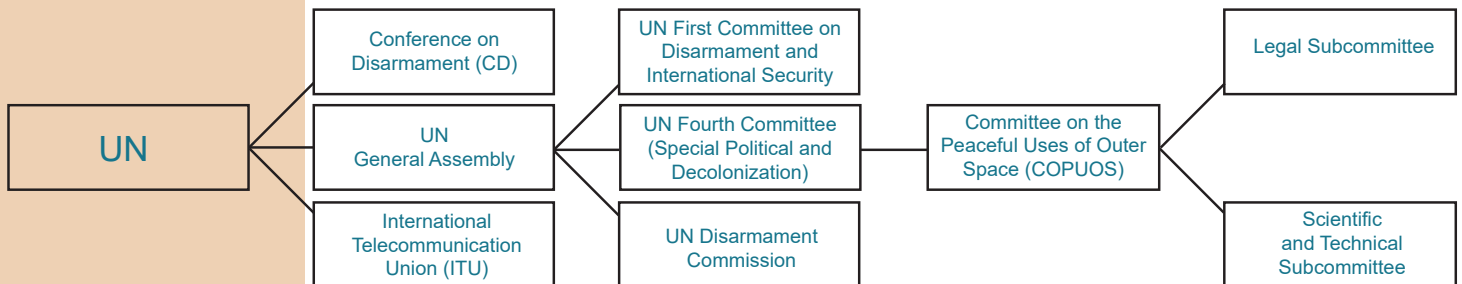 UN
Conference on
Disarmament (CD)
UN
General Assembly
International
Telecommunication
Union (ITU)
UN First Committee on
Disarmament and
International Security
UN Fourth Committee
(Special Political and
Decolonization)
UN Disarmament
Commission
Committee on the
Peaceful Uses of Outer
Space (COPUOS)
Legal Subcommittee
Scientific
and Technical
Subcommittee